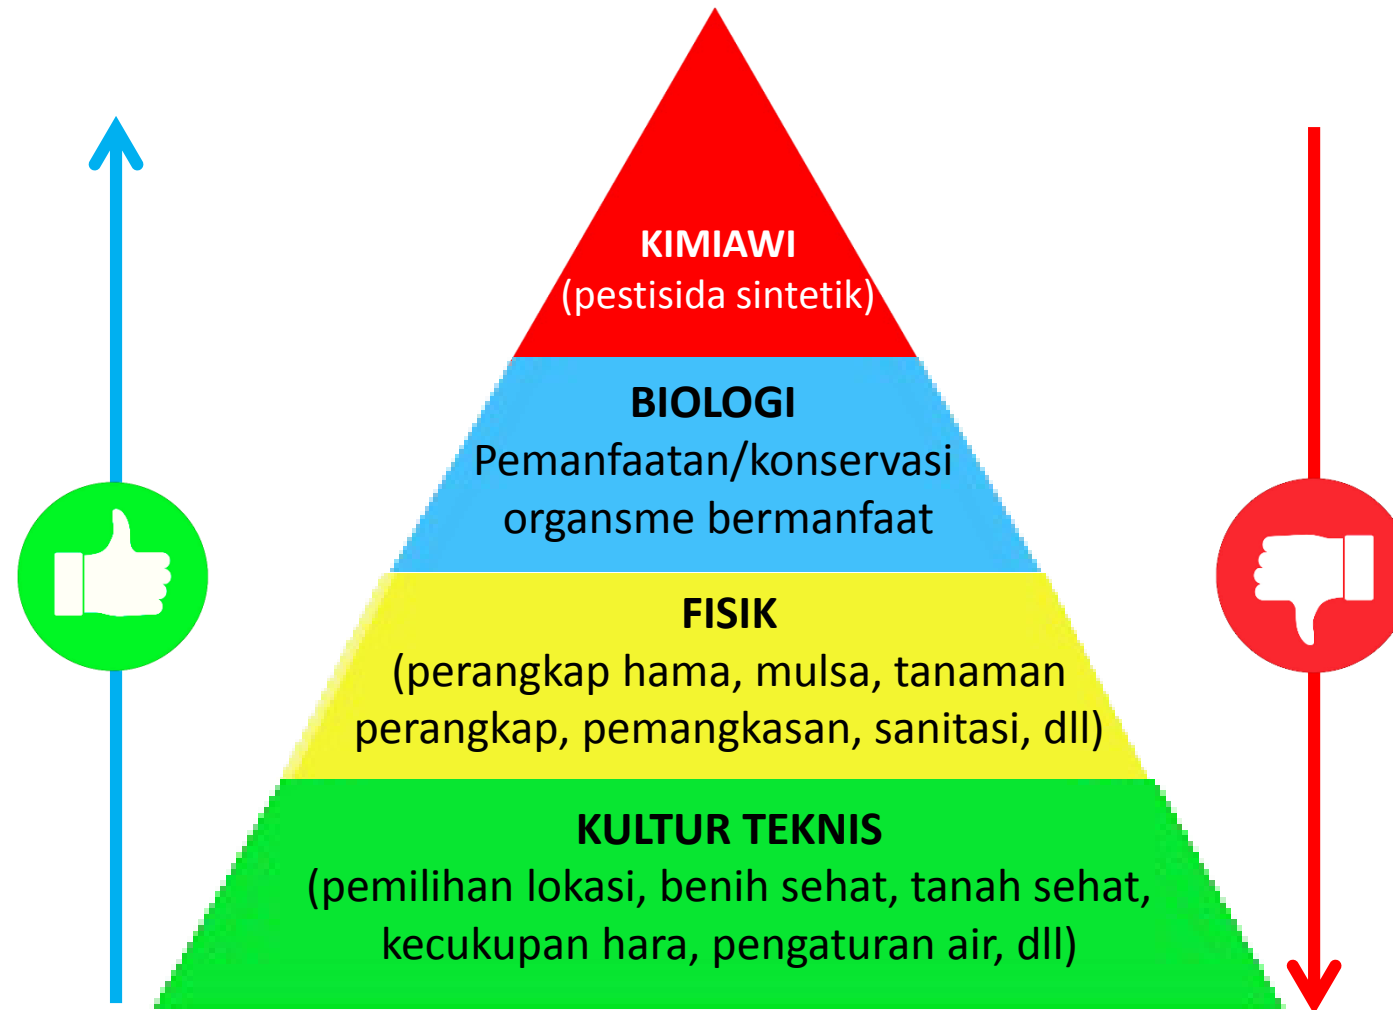 KIMIAWI
(pestisida sintetik)
BIOLOGI
Pemanfaatan/konservasi
organsme bermanfaat
FISIK
(perangkap hama, mulsa, tanaman
perangkap, pemangkasan, sanitasi, dll)
KULTUR TEKNIS
(pemilihan lokasi, benih sehat, tanah sehat,
kecukupan hara, pengaturan air, dll)